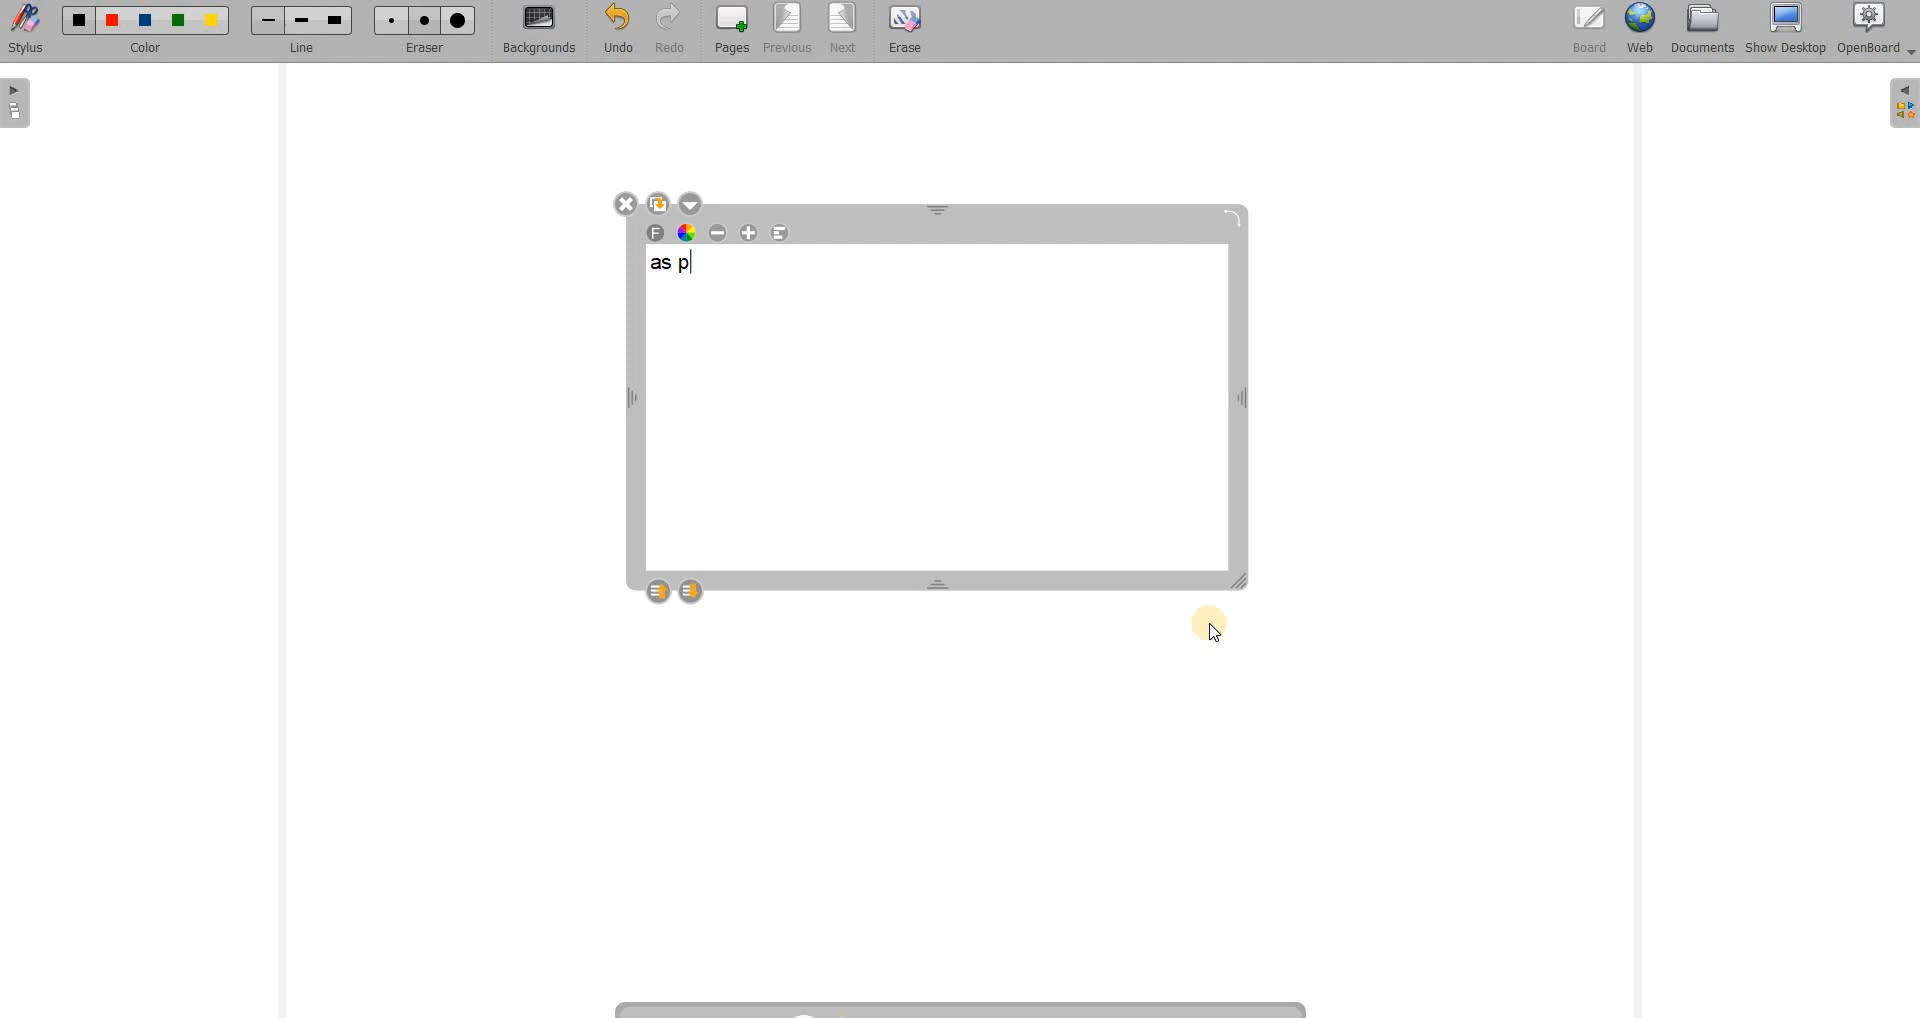 Stylus
Color
Line
Eraser
Backgrounds
Undo
Redo
Pages
Previous
Next
Erase
Board
Web
Documents
Show Desktop
OpenBoard
F
as p